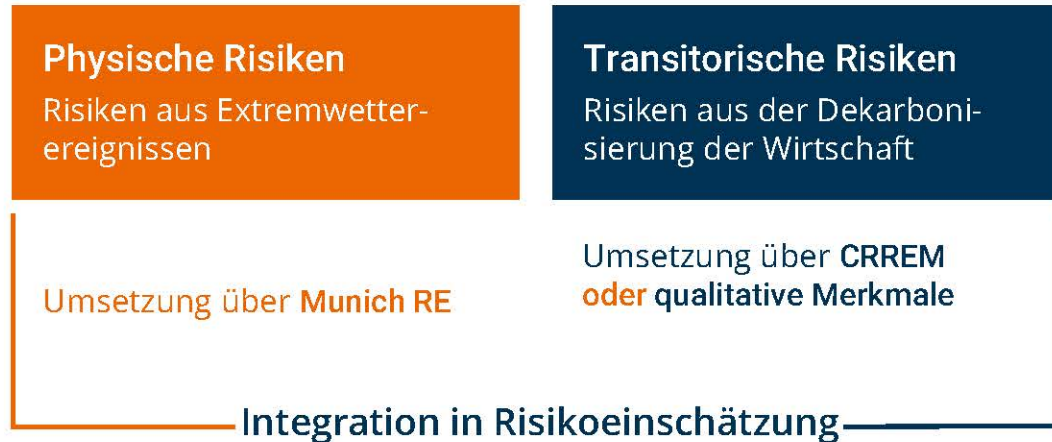 Physische Risiken
Risiken aus Extremwetter-
ereignissen
Umsetzung über Munich RE
Transitorische Risiken
Risiken aus der Dekarboni-
sierung der Wirtschaft
Umsetzung über CRREM
oder qualitative Merkmale
Integration in Risikoeinschätzung